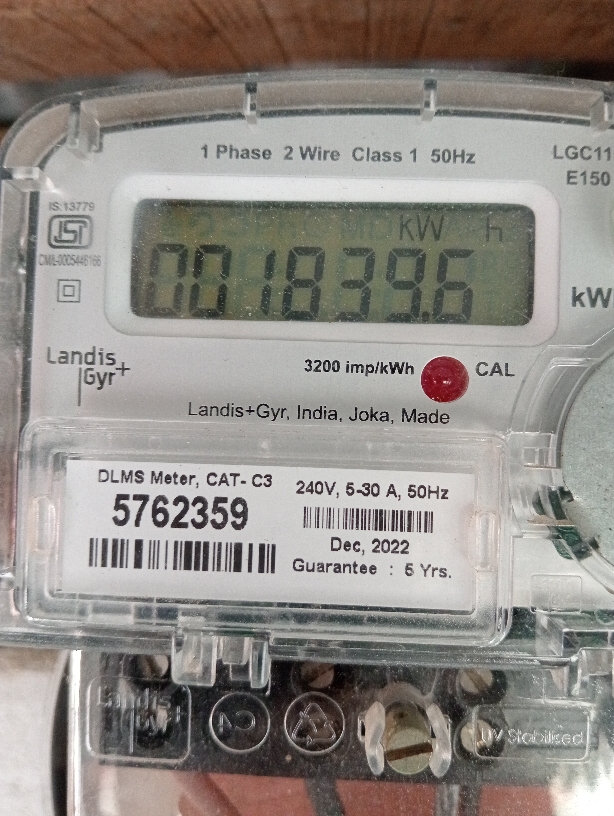 1 Phase 2 Wire Class 1 50Hz
LGC11
E150
IS:13779
ISI
kW h
001839.6
kW
Landis
Gyr+
3200 imp/kWh
CAL
Landis+Gyr, India, Joka, Made
DLMS Meter, CAT- C3
5762359
240V, 5-30 A, 50Hz
Dec, 2022
Guarantee : 5 Yrs.
Landis
Gyr+
UV Stabilised